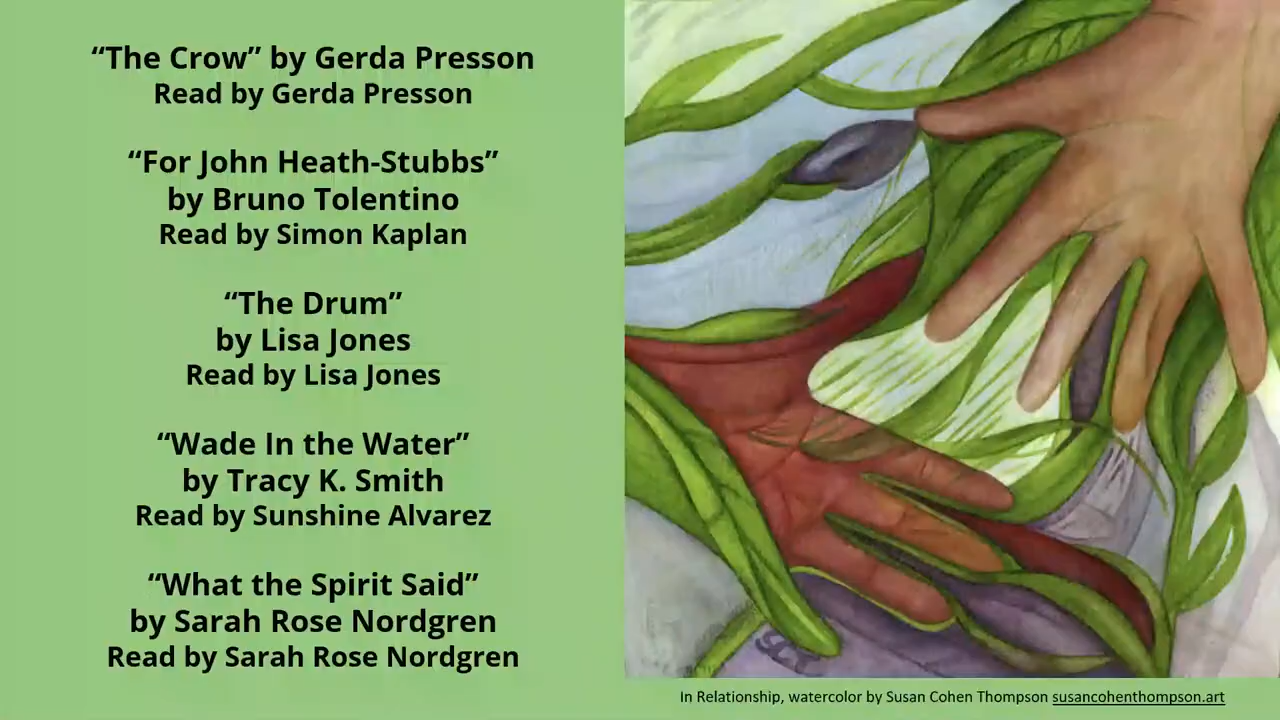 “The Crow” by Gerda Presson
Read by Gerda Presson
“For John Heath-Stubbs”
by Bruno Tolentino
Read by Simon Kaplan
“The Drum”
by Lisa Jones
Read by Lisa Jones
“Wade In the Water”
by Tracy K. Smith
Read by Sunshine Alvarez
“What the Spirit Said”
by Sarah Rose Nordgren
Read by Sarah Rose Nordgren
SCT
In Relationship, watercolor by Susan Cohen Thompson susancohenthompson.art